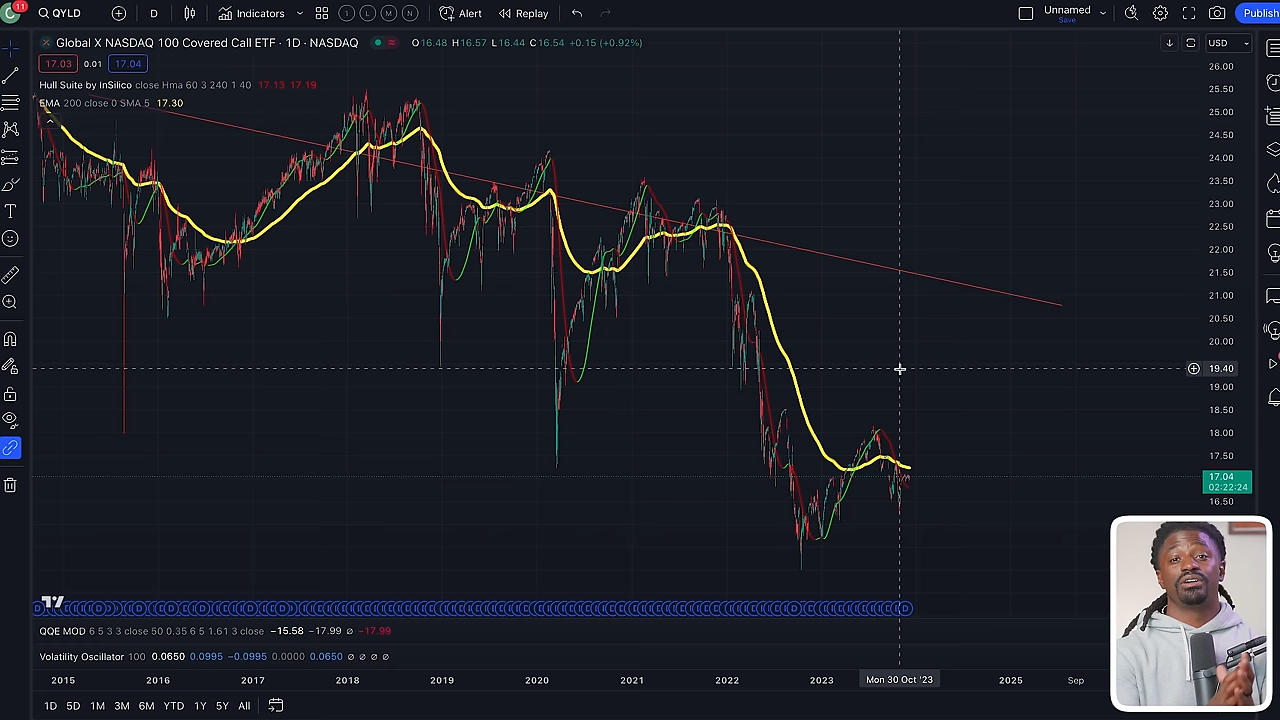 11 QYLD D Indicators 1 L M N Alert Replay Unnamed Save Publish
Global X NASDAQ 100 Covered Call ETF · 1D · NASDAQ O16.48 H16.57 L16.44 C16.54 +0.15 (+0.92%) USD
17.03 0.01 17.04
Hull Suite by InSilico close Hma 60 3 240 1 40 17.13 17.19
EMA 200 close 0 SMA 5 17.30
26.00
25.50
25.00
24.50
24.00
23.50
23.00
22.50
22.00
21.50
21.00
20.50
20.00
19.40
19.00
18.50
18.00
17.50
17.04
02:22:24
16.50
QQE MOD 6 5 3 3 close 50 0.35 6 5 1.61 3 close −15.58 −17.99 ∅ −17.99
Volatility Oscillator 100 0.0650 0.0995 −0.0995 0.0000 0.0650 ∅ ∅ ∅ ∅
2015 2016 2017 2018 2019 2020 2021 2022 2023 Mon 30 Oct '23 2025 Sep
1D 5D 1M 3M 6M YTD 1Y 5Y All